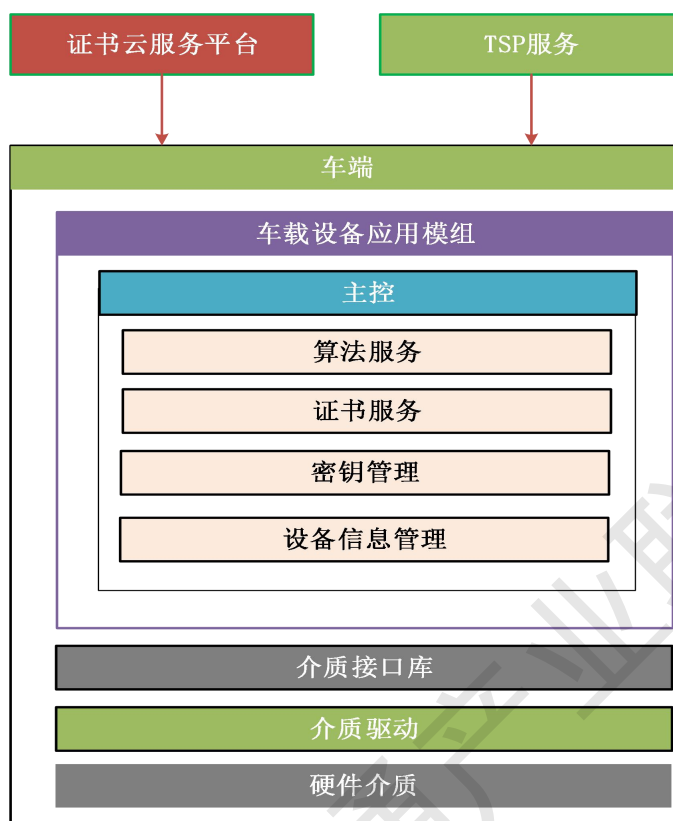 证书云服务平台
TSP服务
车端
车载设备应用模组
主控
算法服务
证书服务
密钥管理
设备信息管理
介质接口库
介质驱动
硬件介质
产业